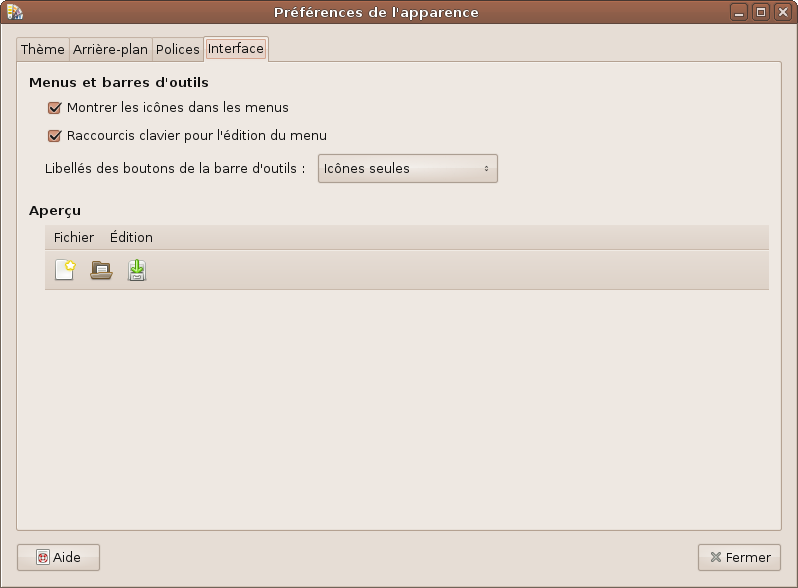 Préférences de l'apparence
Thème Arrière-plan Polices Interface
Menus et barres d'outils
Montrer les icônes dans les menus
Raccourcis clavier pour l'édition du menu
Libellés des boutons de la barre d'outils : Icônes seules
Aperçu
Fichier Édition
Aide Fermer